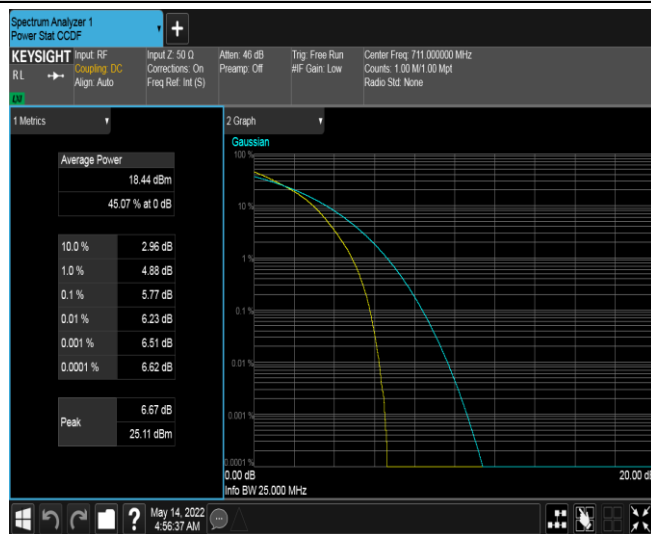 Spectrum Analyzer 1
Power Stat CCDF
+
KEYSIGHT
RL
LXI
Input: RF
Coupling: DC
Align: Auto
Input Z: 50 Ω
Corrections: On
Freq Ref: Int (S)
Atten: 46 dB
Preamp: Off
Trig: Free Run
#IF Gain: Low
Center Freq: 711.000000 MHz
Counts: 1.00 M/1.00 Mpt
Radio Std: None
1 Metrics
Average Power
18.44 dBm
45.07 % at 0 dB
10.0 % 2.96 dB
1.0 % 4.88 dB
0.1 % 5.77 dB
0.01 % 6.23 dB
0.001 % 6.51 dB
0.0001 % 6.62 dB
Peak
6.67 dB
25.11 dBm
2 Graph
Gaussian
100 %
10 %
1 %
0.1 %
0.01 %
0.001 %
0.0001 %
0.00 dB 20.00 dB
Info BW 25.000 MHz
?
May 14, 2022
4:56:37 AM